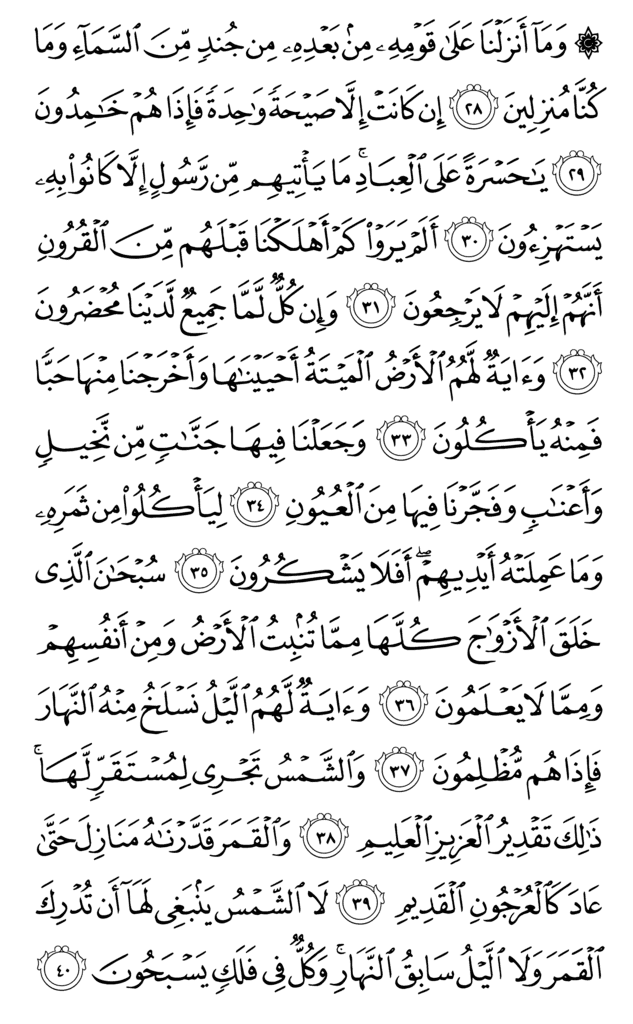 ۞ وَمَآ أَنزَلۡنَا عَلَىٰ قَوۡمِهِۦ مِنۢ بَعۡدِهِۦ مِن جُندٖ مِّنَ ٱلسَّمَآءِ وَمَا
كُنَّا مُنزِلِينَ ٢٨ إِن كَانَتۡ إِلَّا صَيۡحَةٗ وَٰحِدَةٗ فَإِذَا هُمۡ خَٰمِدُونَ
٢٩ يَٰحَسۡرَةً عَلَى ٱلۡعِبَادِۚ مَا يَأۡتِيهِم مِّن رَّسُولٍ إِلَّا كَانُواْ بِهِۦ
يَسۡتَهۡزِءُونَ ٣٠ أَلَمۡ يَرَوۡاْ كَمۡ أَهۡلَكۡنَا قَبۡلَهُم مِّنَ ٱلۡقُرُونِ
أَنَّهُمۡ إِلَيۡهِمۡ لَا يَرۡجِعُونَ ٣١ وَإِن كُلّٞ لَّمَّا جَمِيعٞ لَّدَيۡنَا مُحۡضَرُونَ
٣٢ وَءَايَةٞ لَّهُمُ ٱلۡأَرۡضُ ٱلۡمَيۡتَةُ أَحۡيَيۡنَٰهَا وَأَخۡرَجۡنَا مِنۡهَا حَبّٗا
فَمِنۡهُ يَأۡكُلُونَ ٣٣ وَجَعَلۡنَا فِيهَا جَنَّٰتٖ مِّن نَّخِيلٖ
وَأَعۡنَٰبٖ وَفَجَّرۡنَا فِيهَا مِنَ ٱلۡعُيُونِ ٣٤ لِيَأۡكُلُواْ مِن ثَمَرِهِۦ
وَمَا عَمِلَتۡهُ أَيۡدِيهِمۡۖ أَفَلَا يَشۡكُرُونَ ٣٥ سُبۡحَٰنَ ٱلَّذِي
خَلَقَ ٱلۡأَزۡوَٰجَ كُلَّهَا مِمَّا تُنۢبِتُ ٱلۡأَرۡضُ وَمِنۡ أَنفُسِهِمۡ
وَمِمَّا لَا يَعۡلَمُونَ ٣٦ وَءَايَةٞ لَّهُمُ ٱلَّيۡلُ نَسۡلَخُ مِنۡهُ ٱلنَّهَارَ
فَإِذَا هُم مُّظۡلِمُونَ ٣٧ وَٱلشَّمۡسُ تَجۡرِي لِمُسۡتَقَرّٖ لَّهَاۚ
ذَٰلِكَ تَقۡدِيرُ ٱلۡعَزِيزِ ٱلۡعَلِيمِ ٣٨ وَٱلۡقَمَرَ قَدَّرۡنَٰهُ مَنَازِلَ حَتَّىٰ
عَادَ كَٱلۡعُرۡجُونِ ٱلۡقَدِيمِ ٣٩ لَا ٱلشَّمۡسُ يَنۢبَغِي لَهَآ أَن تُدۡرِكَ
ٱلۡقَمَرَ وَلَا ٱلَّيۡلُ سَابِقُ ٱلنَّهَارِۚ وَكُلّٞ فِي فَلَكٖ يَسۡبَحُونَ ٤٠